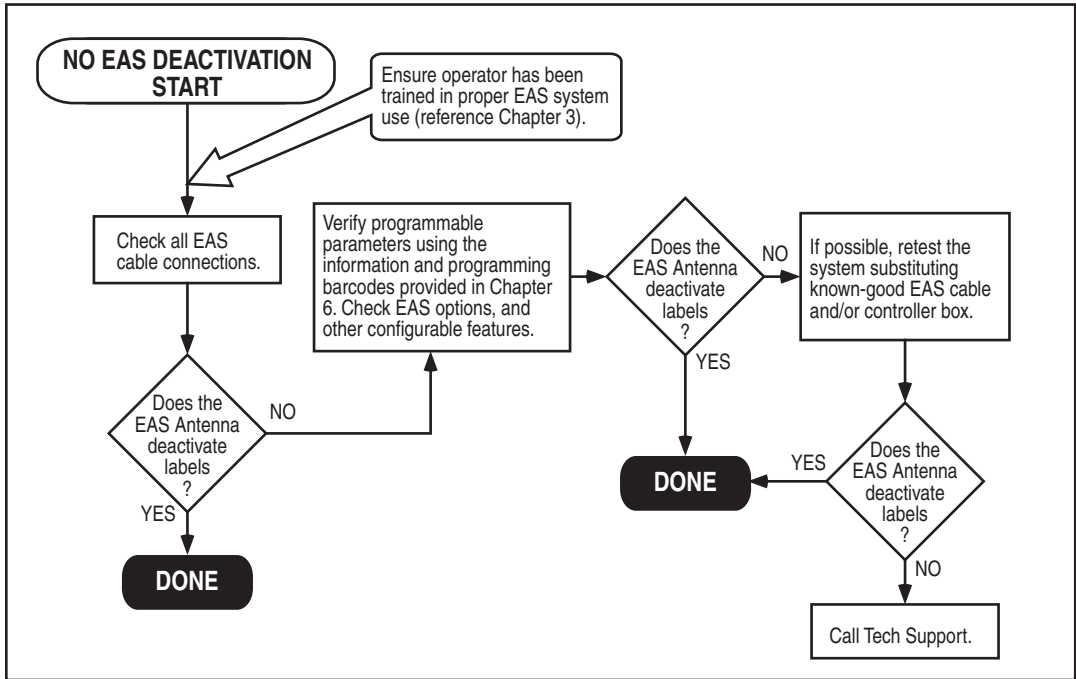 NO EAS DEACTIVATION
START
Ensure operator has been
trained in proper EAS system
use (reference Chapter 3).
Check all EAS
cable connections.
Does the
EAS Antenna
deactivate
labels
?
YES
DONE
NO
Verify programmable
parameters using the
information and programming
barcodes provided in Chapter
6. Check EAS options, and
other configurable features.
Does the
EAS Antenna
deactivate
labels
?
YES
DONE
NO
If possible, retest the
system substituting
known-good EAS cable
and/or controller box.
Does the
EAS Antenna
deactivate
labels
?
YES
NO
Call Tech Support.